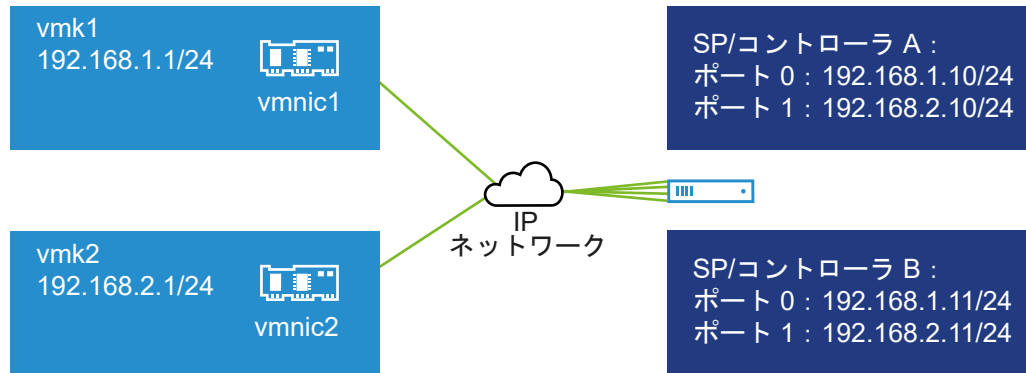 vmk1
192.168.1.1/24
vmnic1
SP/コントローラ A：
ポート 0：192.168.1.10/24
ポート 1：192.168.2.10/24
IP
ネットワーク
vmk2
192.168.2.1/24
vmnic2
SP/コントローラ B：
ポート 0：192.168.1.11/24
ポート 1：192.168.2.11/24